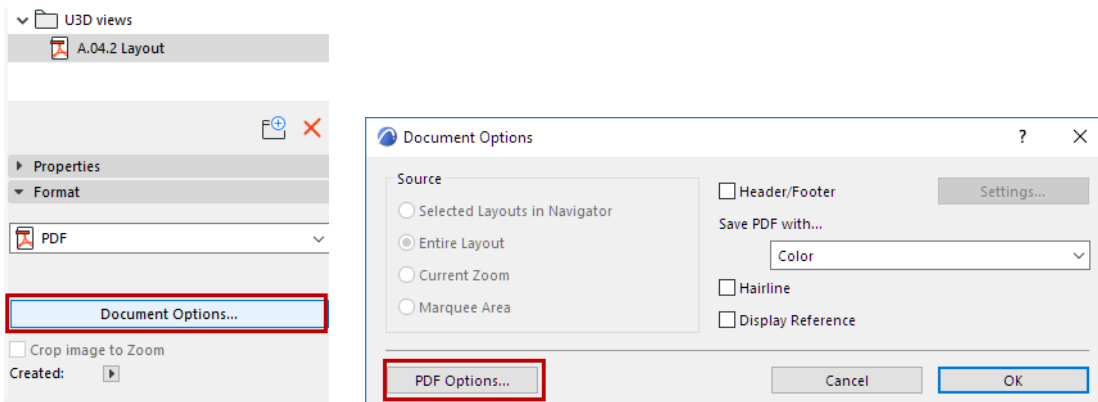 U3D views
A.04.2 Layout
Properties
Format
PDF
Document Options...
Crop image to Zoom
Created:
Document Options
?
Source
Selected Layouts in Navigator
Entire Layout
Current Zoom
Marquee Area
Header/Footer
Settings...
Save PDF with...
Color
Hairline
Display Reference
PDF Options...
Cancel
OK